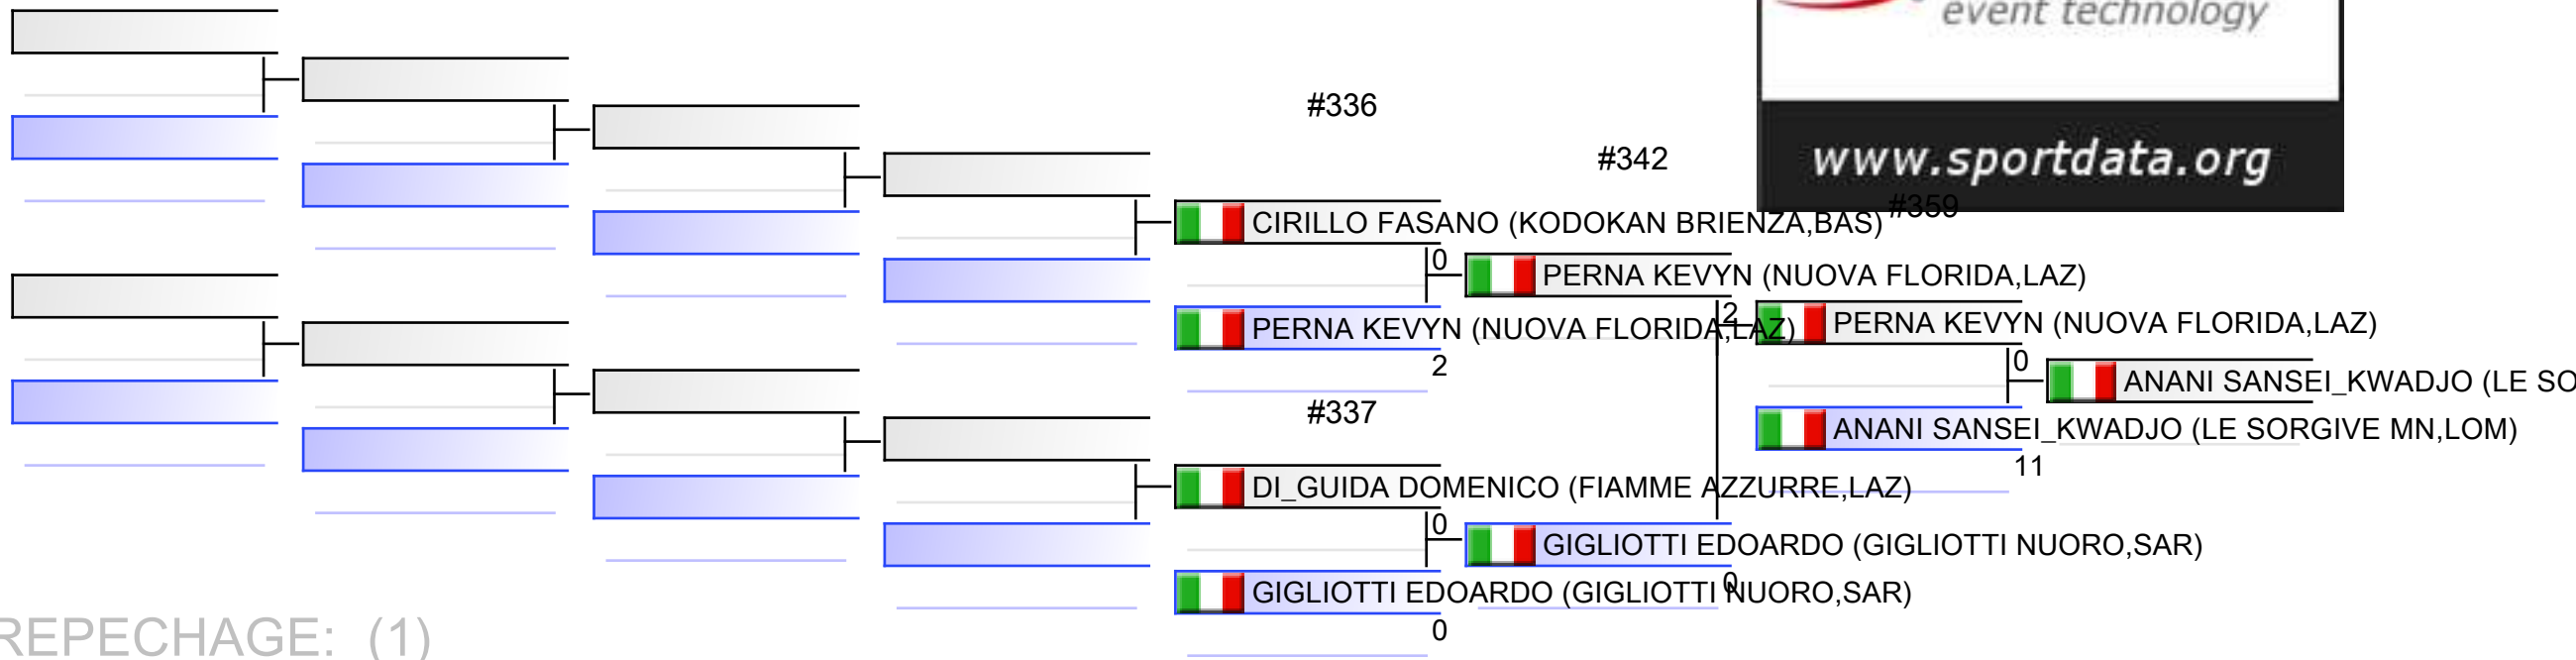 event technology
#336
#342
www.sportdata.org
#359
CIRILLO FASANO (KODOKAN BRIENZA,BAS)
0
PERNA KEVYN (NUOVA FLORIDA,LAZ)
PERNA KEVYN (NUOVA FLORIDA,LAZ)
2
2
PERNA KEVYN (NUOVA FLORIDA,LAZ)
0
ANANI SANSEI_KWADJO (LE SO
ANANI SANSEI_KWADJO (LE SORGIVE MN,LOM)
11
#337
DI_GUIDA DOMENICO (FIAMME AZZURRE,LAZ)
0
GIGLIOTTI EDOARDO (GIGLIOTTI NUORO,SAR)
0
GIGLIOTTI EDOARDO (GIGLIOTTI NUORO,SAR)
0
REPECHAGE: (1)